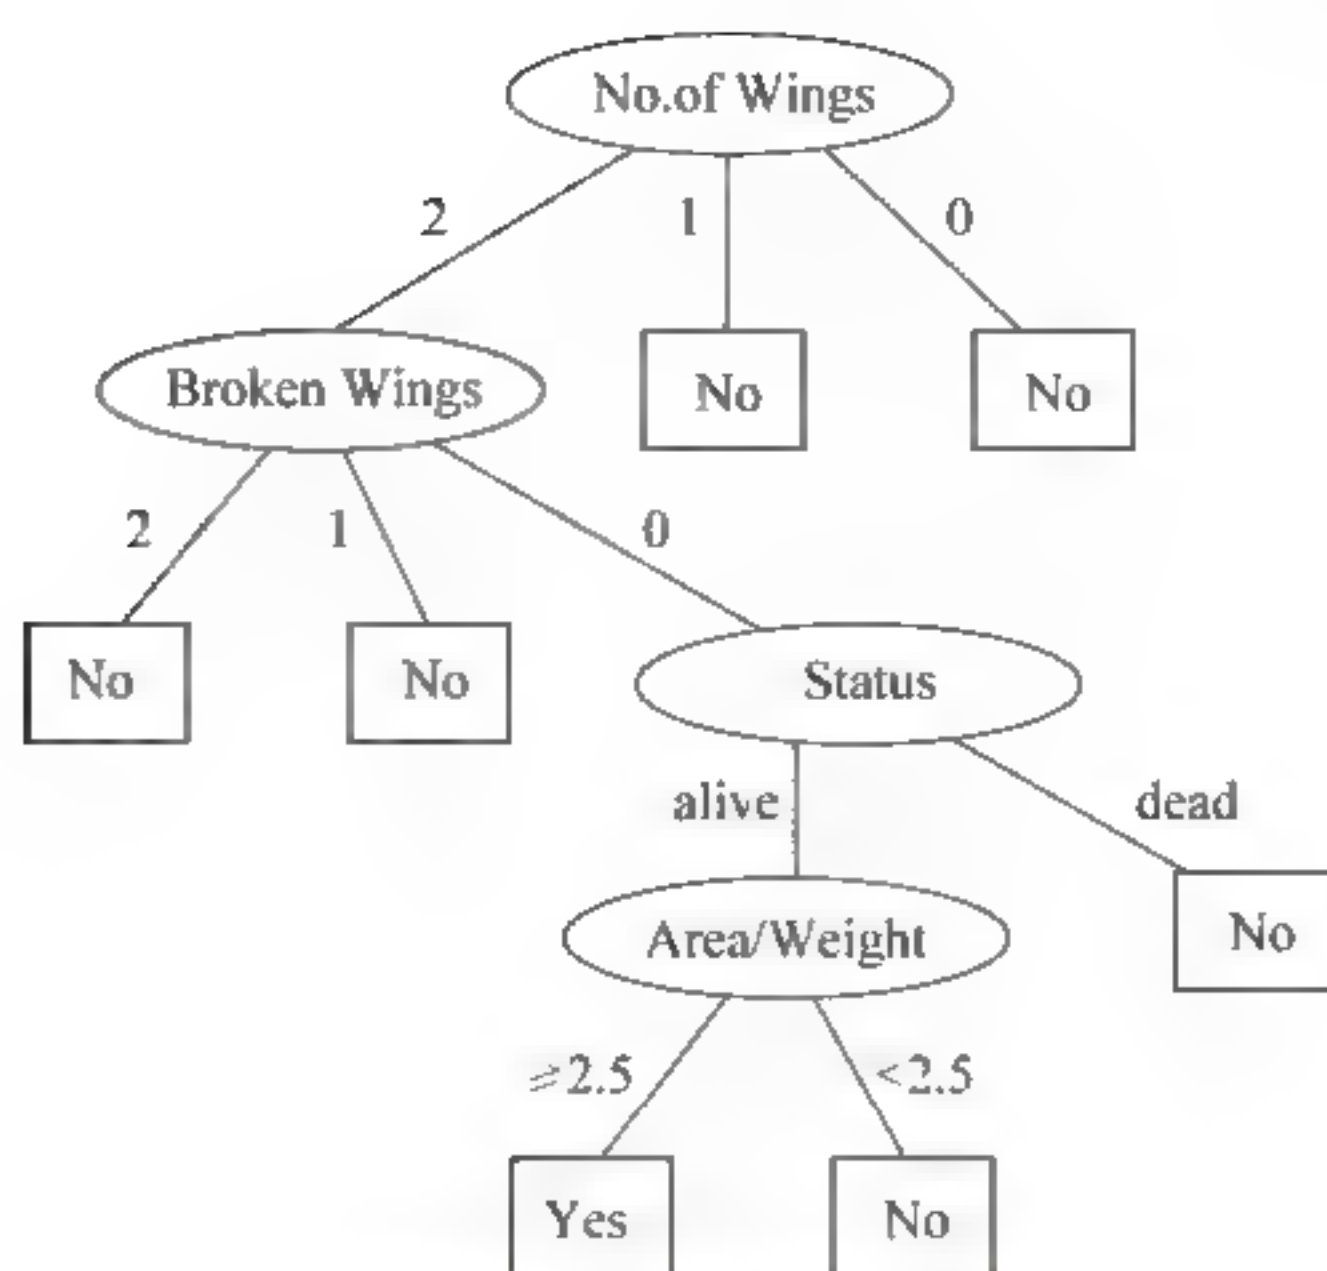 No.of Wings
2
1
0
Broken Wings
No
No
2
1
0
No
No
Status
alive
dead
Area/Weight
No
⩾2.5
<2.5
Yes
No